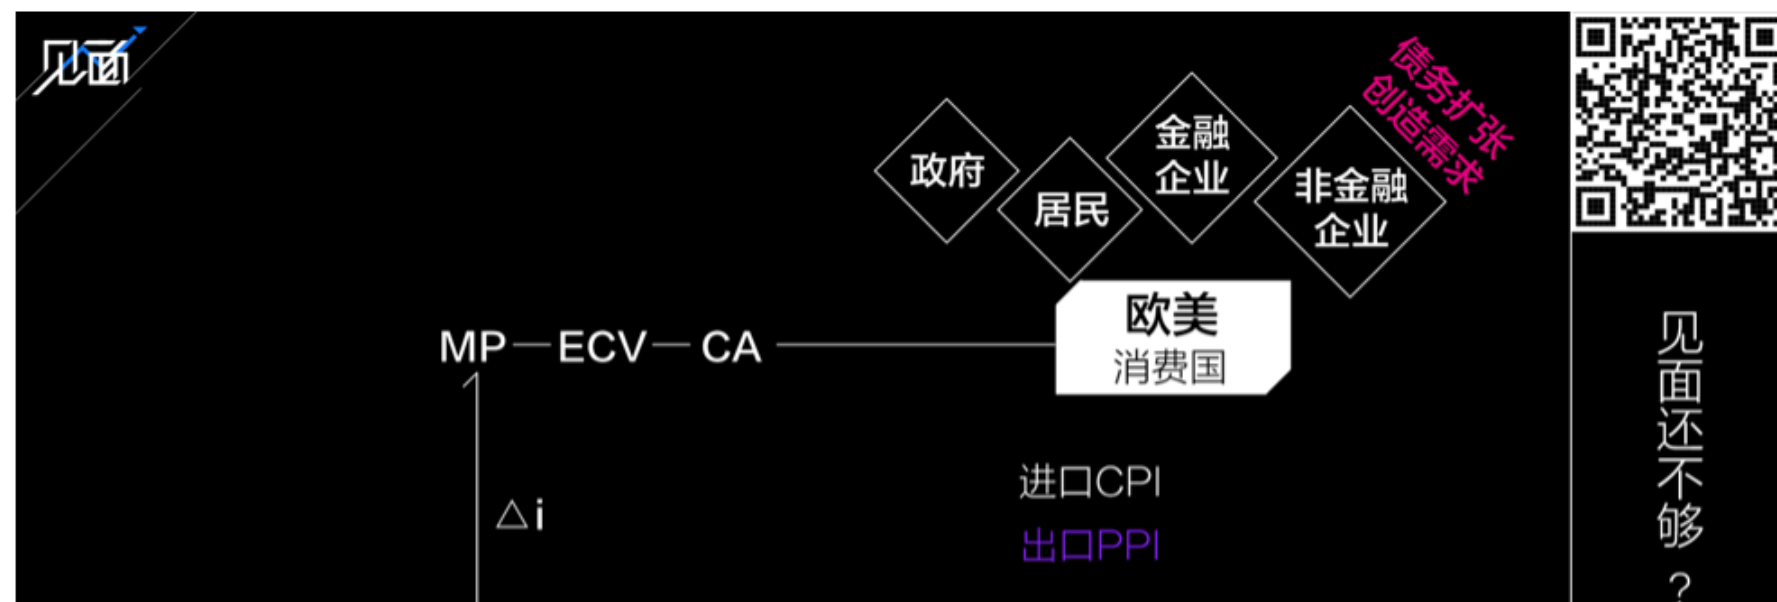 见面
债务扩张
创造需求
政府
居民
金融
企业
非金融
企业
MP — ECV — CA
欧美
消费国
△i
进口CPI
出口PPI
见面还不够？